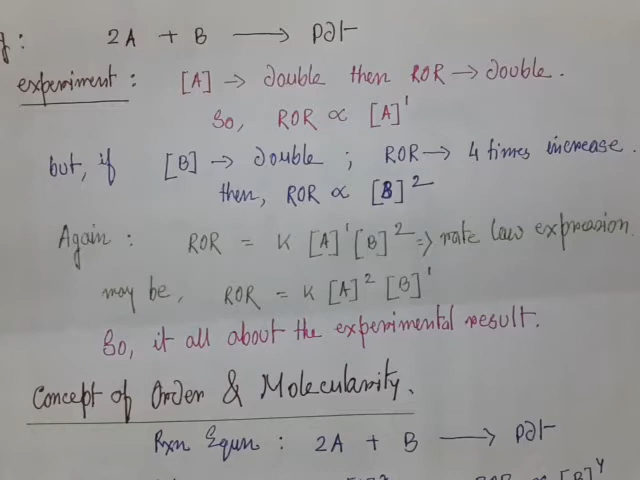 g: 2A + B → Pdt
experiment: [A] → double then ROR → double.
So, ROR ∝ [A]¹
but, if [B] → double ; ROR → 4 times increase.
then, ROR ∝ [B]²
Again: ROR = K [A]¹[B]² ⇒ rate law expression.
may be, ROR = K [A]² [B]¹
So, it all about the experimental result.
Concept of Order & Molecularity.
Rxn Equn : 2A + B → Pdt
[B]ʸ